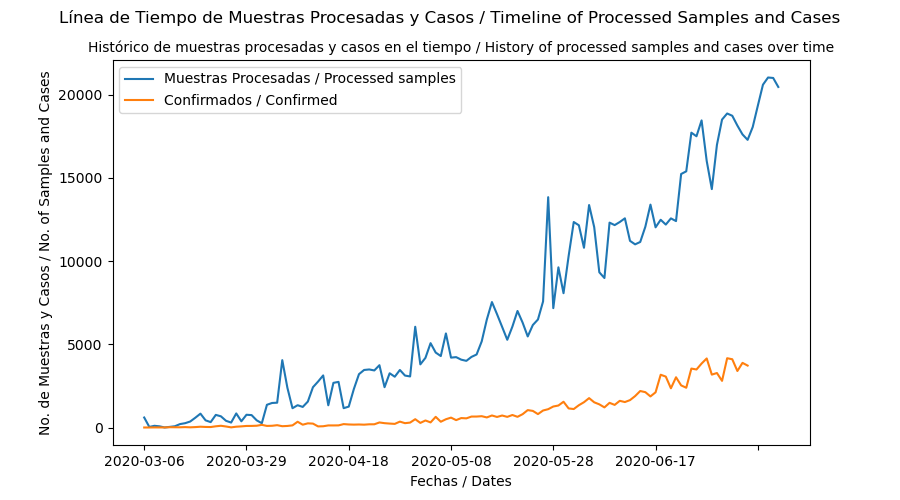 Línea de Tiempo de Muestras Procesadas y Casos / Timeline of Processed Samples and Cases
Histórico de muestras procesadas y casos en el tiempo / History of processed samples and cases over time
Muestras Procesadas / Processed samples
Confirmados / Confirmed
No. de Muestras y Casos / No. of Samples and Cases
20000
15000
10000
5000
0
2020-03-06 2020-03-29 2020-04-18 2020-05-08 2020-05-28 2020-06-17
Fechas / Dates